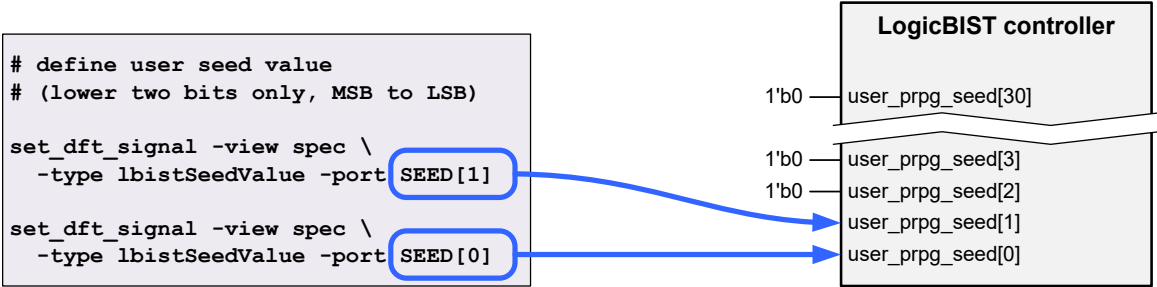 # define user seed value
# (lower two bits only, MSB to LSB)
set_dft_signal -view spec \
-type lbistSeedValue -port SEED[1]
set_dft_signal -view spec \
-type lbistSeedValue -port SEED[0]
LogicBIST controller
1'b0 user_prpg_seed[30]
1'b0 user_prpg_seed[3]
1'b0 user_prpg_seed[2]
user_prpg_seed[1]
user_prpg_seed[0]